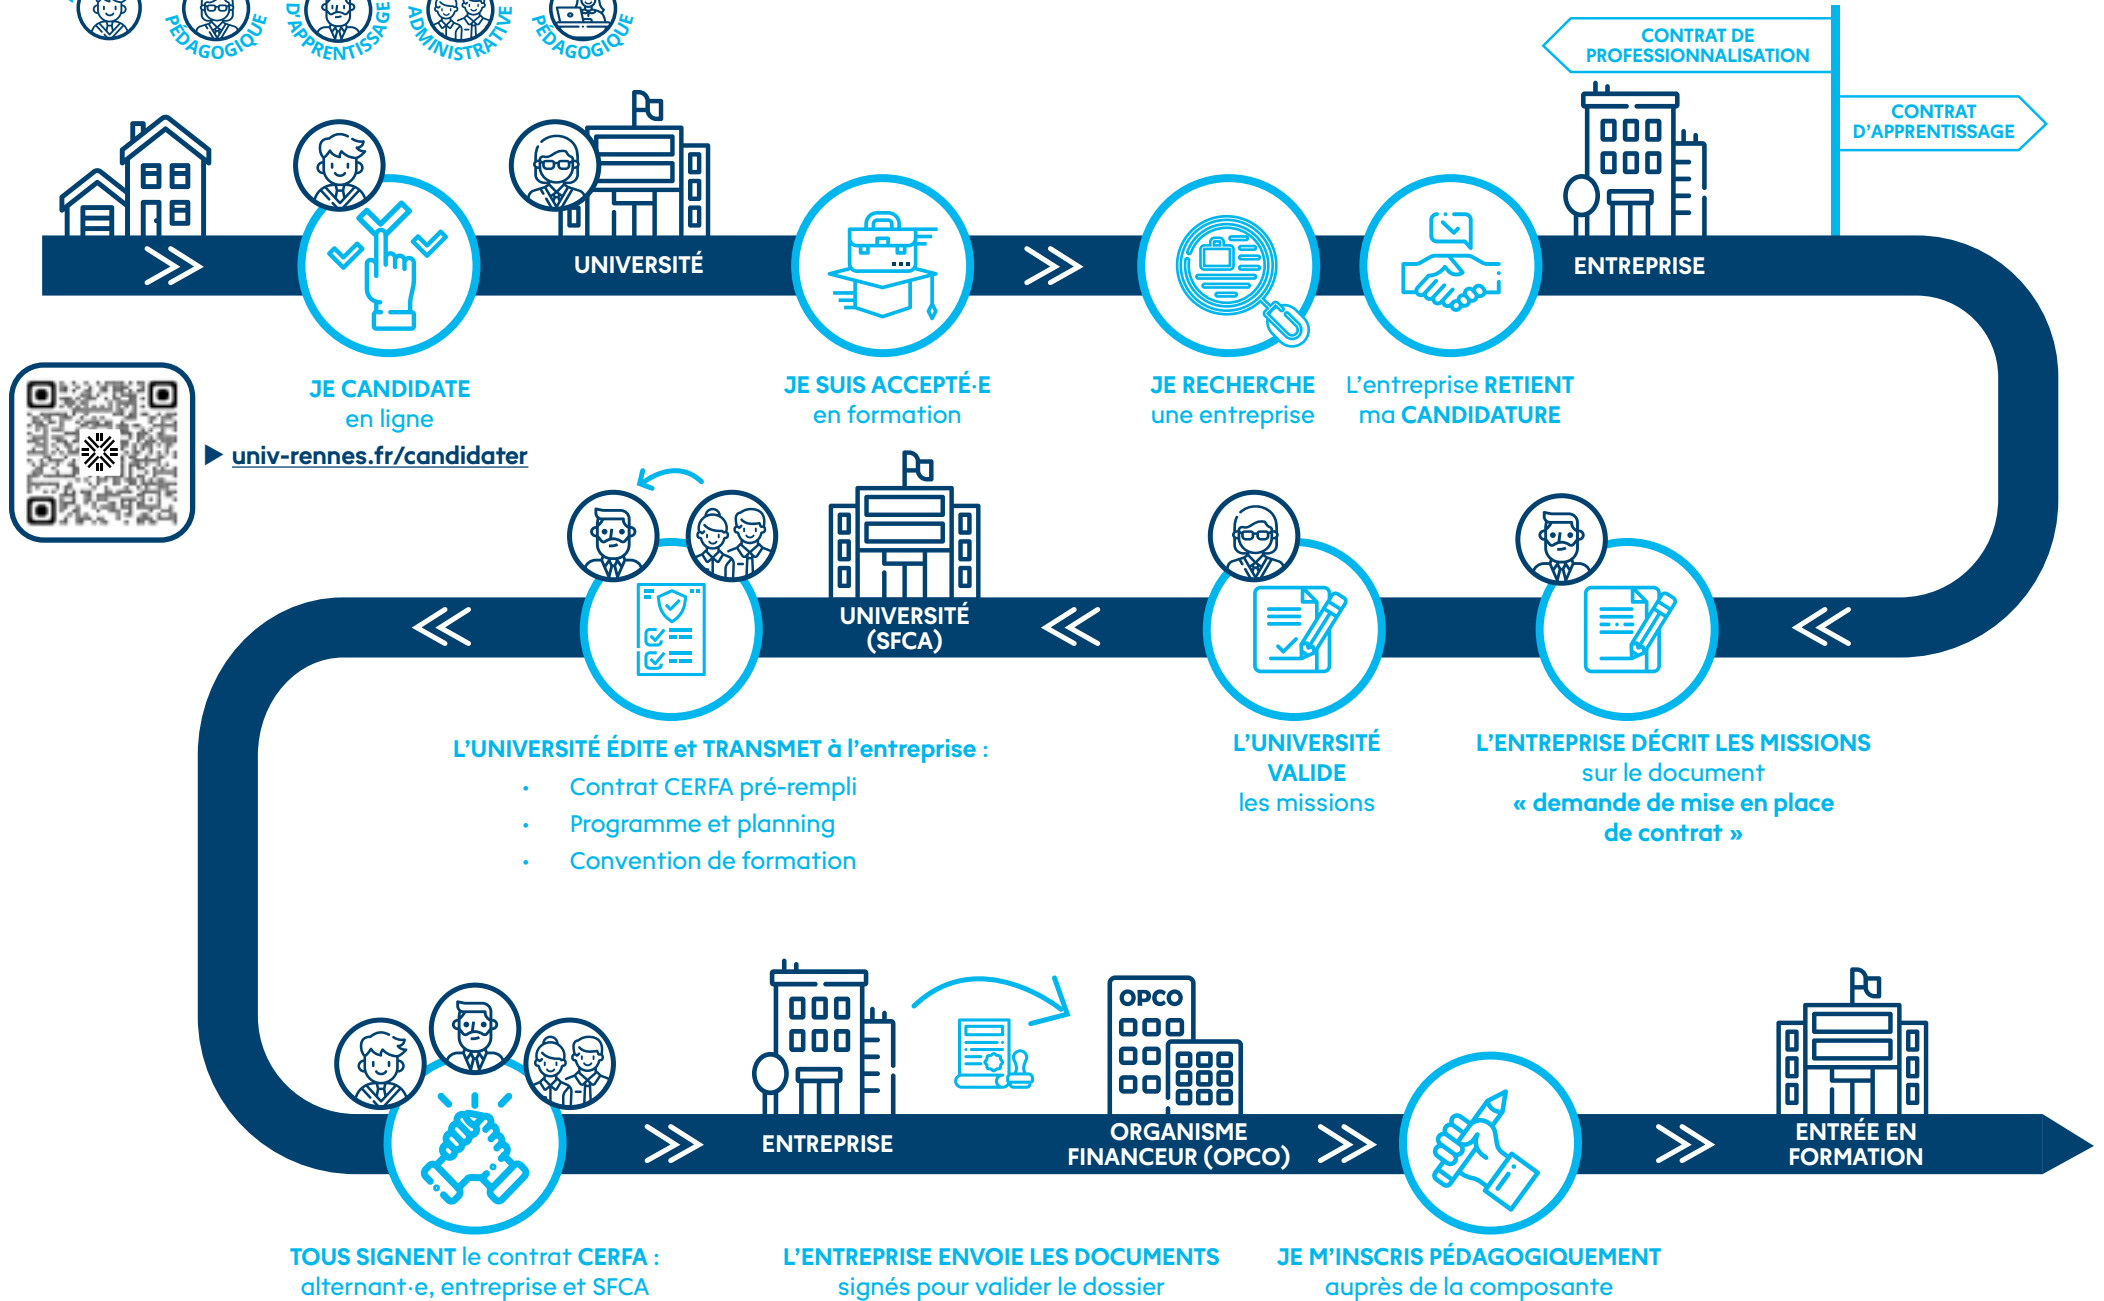 PÉDAGOGIQUE
D'APPRENTISSAGE
ADMINISTRATIVE
PÉDAGOGIQUE
CONTRAT DE
PROFESSIONNALISATION
CONTRAT
D'APPRENTISSAGE
UNIVERSITÉ
ENTREPRISE
JE CANDIDATE
en ligne
univ-rennes.fr/candidater
JE SUIS ACCEPTÉ·E
en formation
JE RECHERCHE
une entreprise
L'entreprise RETIENT
ma CANDIDATURE
UNIVERSITÉ
(SFCA)
L'UNIVERSITÉ ÉDITE et TRANSMET à l'entreprise :
• Contrat CERFA pré-rempli
• Programme et planning
• Convention de formation
L'UNIVERSITÉ
VALIDE
les missions
L'ENTREPRISE DÉCRIT LES MISSIONS
sur le document
« demande de mise en place
de contrat »
OPCO
ENTREPRISE
ORGANISME
FINANCEUR (OPCO)
ENTRÉE EN
FORMATION
TOUS SIGNENT le contrat CERFA :
alternant·e, entreprise et SFCA
L'ENTREPRISE ENVOIE LES DOCUMENTS
signés pour valider le dossier
JE M'INSCRIS PÉDAGOGIQUEMENT
auprès de la composante